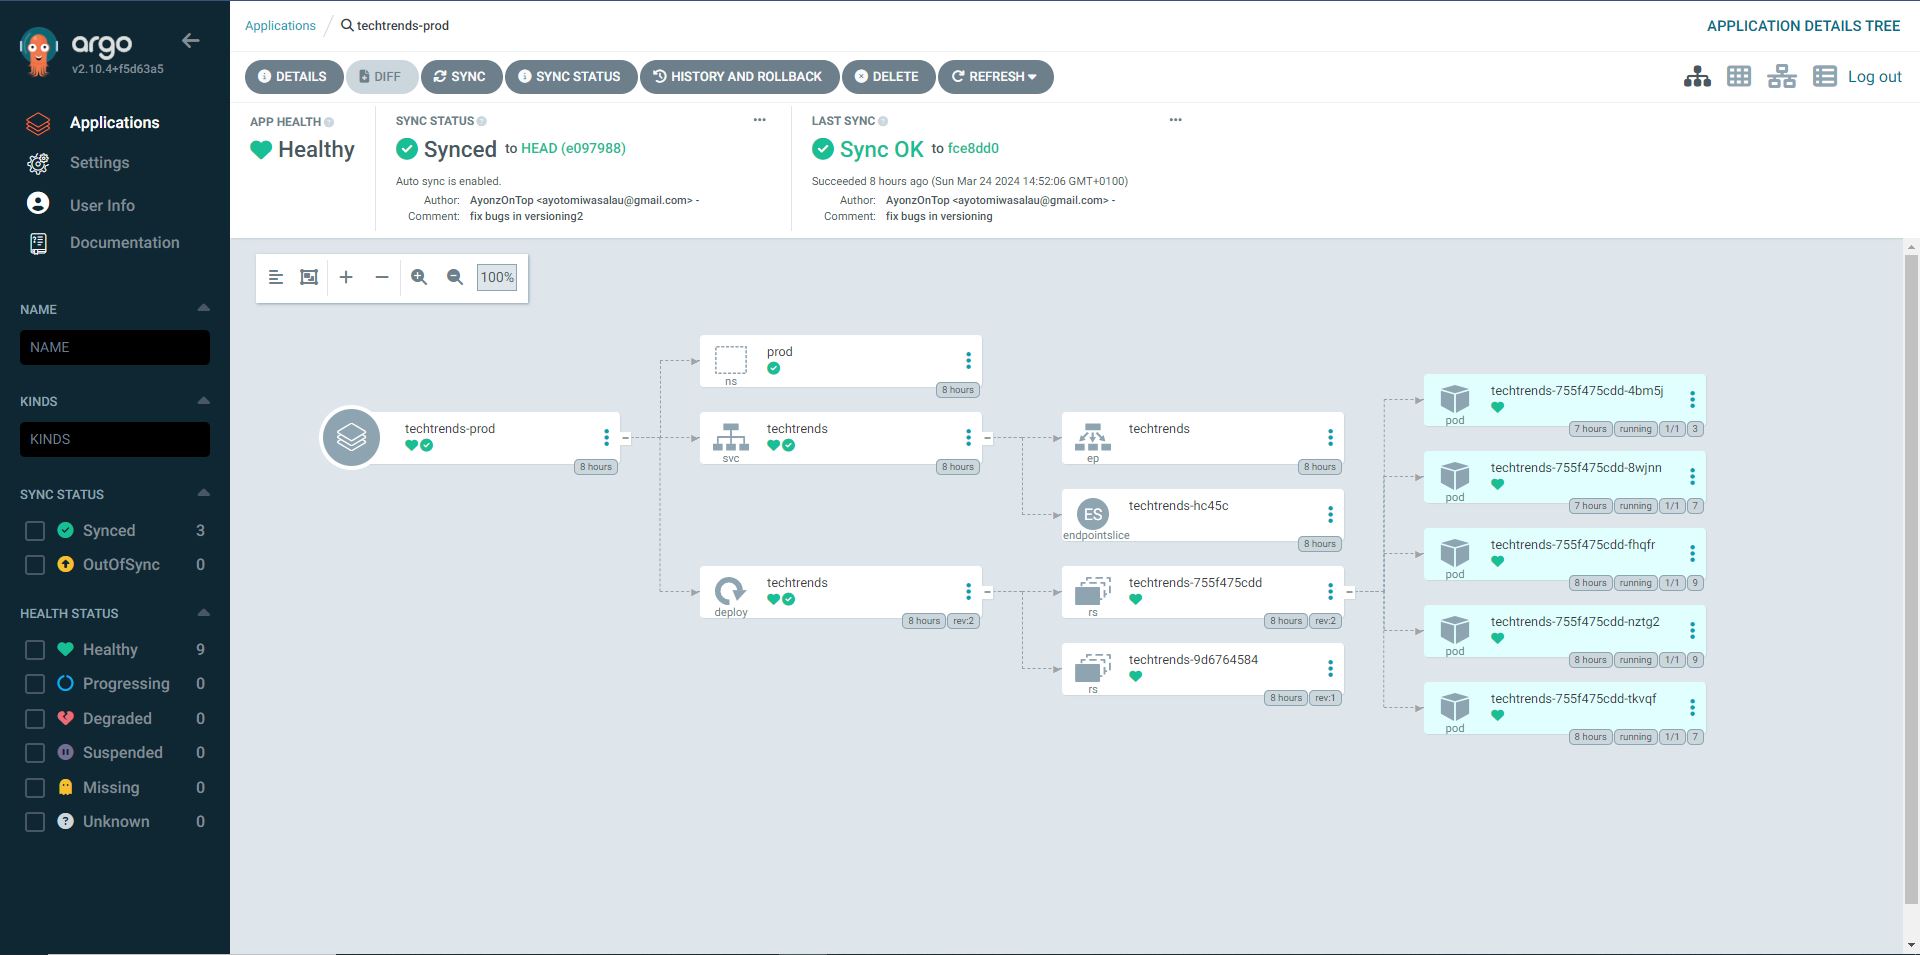 argo
v2.10.4+f5d63a5
Applications
Settings
User Info
Documentation
NAME
NAME
KINDS
KINDS
SYNC STATUS
Synced 3
OutOfSync 0
HEALTH STATUS
Healthy 9
Progressing 0
Degraded 0
Suspended 0
Missing 0
Unknown 0
Applications / techtrends-prod
APPLICATION DETAILS TREE
DETAILS DIFF SYNC SYNC STATUS HISTORY AND ROLLBACK DELETE REFRESH
Log out
APP HEALTH
Healthy
SYNC STATUS
Synced to HEAD (e097988)
Auto sync is enabled.
Author: AyonzOnTop <ayotomiwasalau@gmail.com> -
Comment: fix bugs in versioning2
LAST SYNC
Sync OK to fce8dd0
Succeeded 8 hours ago (Sun Mar 24 2024 14:52:06 GMT+0100)
Author: AyonzOnTop <ayotomiwasalau@gmail.com> -
Comment: fix bugs in versioning
100%
techtrends-prod
8 hours
prod
ns
8 hours
techtrends
svc
8 hours
techtrends
deploy
8 hours rev:2
techtrends
ep
8 hours
ES
techtrends-hc45c
endpointslice
8 hours
techtrends-755f475cdd
rs
8 hours rev:2
techtrends-9d6764584
rs
8 hours rev:1
techtrends-755f475cdd-4bm5j
pod
7 hours running 1/1 3
techtrends-755f475cdd-8wjnn
pod
7 hours running 1/1 7
techtrends-755f475cdd-fhqfr
pod
8 hours running 1/1 9
techtrends-755f475cdd-nztg2
pod
8 hours running 1/1 9
techtrends-755f475cdd-tkvqf
pod
8 hours running 1/1 7